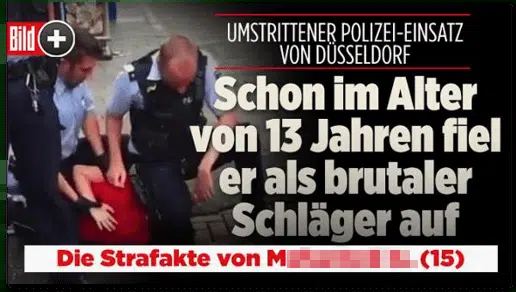 Bild +
UMSTRITTENER POLIZEI-EINSATZ
VON DÜSSELDORF
Schon im Alter
von 13 Jahren fiel
er als brutaler
Schläger auf
Die Strafakte von M (15)